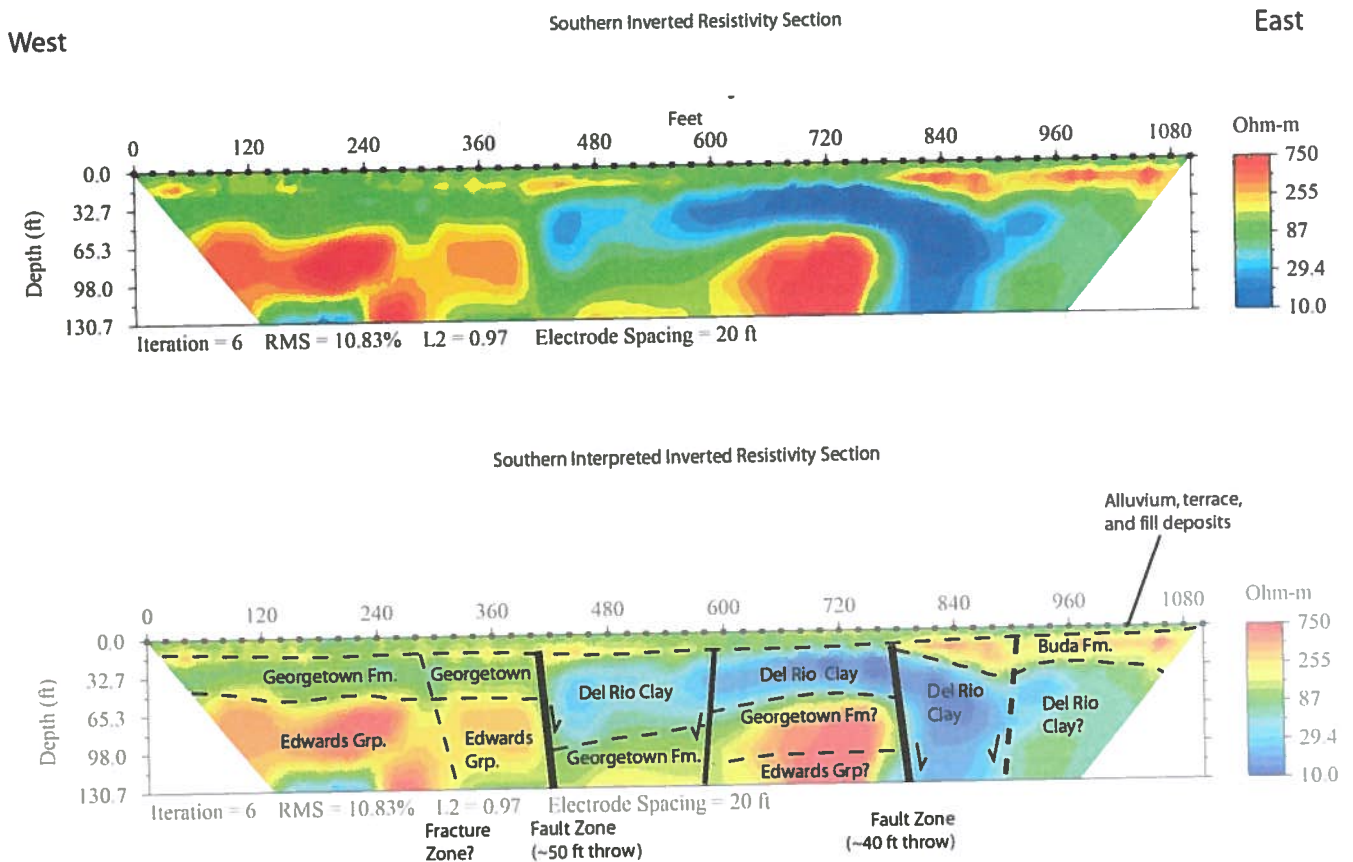 Southern Inverted Resistivity Section
West
East
Feet
0 120 240 360 480 600 720 840 960 1080
Ohm-m
Depth (ft)
0.0
32.7
65.3
98.0
130.7
750
255
87
29.4
10.0
Iteration = 6 RMS = 10.83% L2 = 0.97 Electrode Spacing = 20 ft
Southern Interpreted Inverted Resistivity Section
Alluvium, terrace,
and fill deposits
0 120 240 360 480 600 720 840 960 1080
Ohm-m
Depth (ft)
0.0
32.7
65.3
98.0
130.7
Georgetown Fm.
Georgetown
Edwards Grp.
Edwards
Grp.
Del Rio Clay
Georgetown Fm.
Del Rio Clay
Georgetown Fm?
Edwards Grp?
Del Rio
Clay
Buda Fm.
Del Rio
Clay?
750
255
87
29.4
10.0
Iteration = 6 RMS = 10.83% L2 = 0.97 Electrode Spacing = 20 ft
Fracture
Zone?
Fault Zone
(~50 ft throw)
Fault Zone
(~40 ft throw)